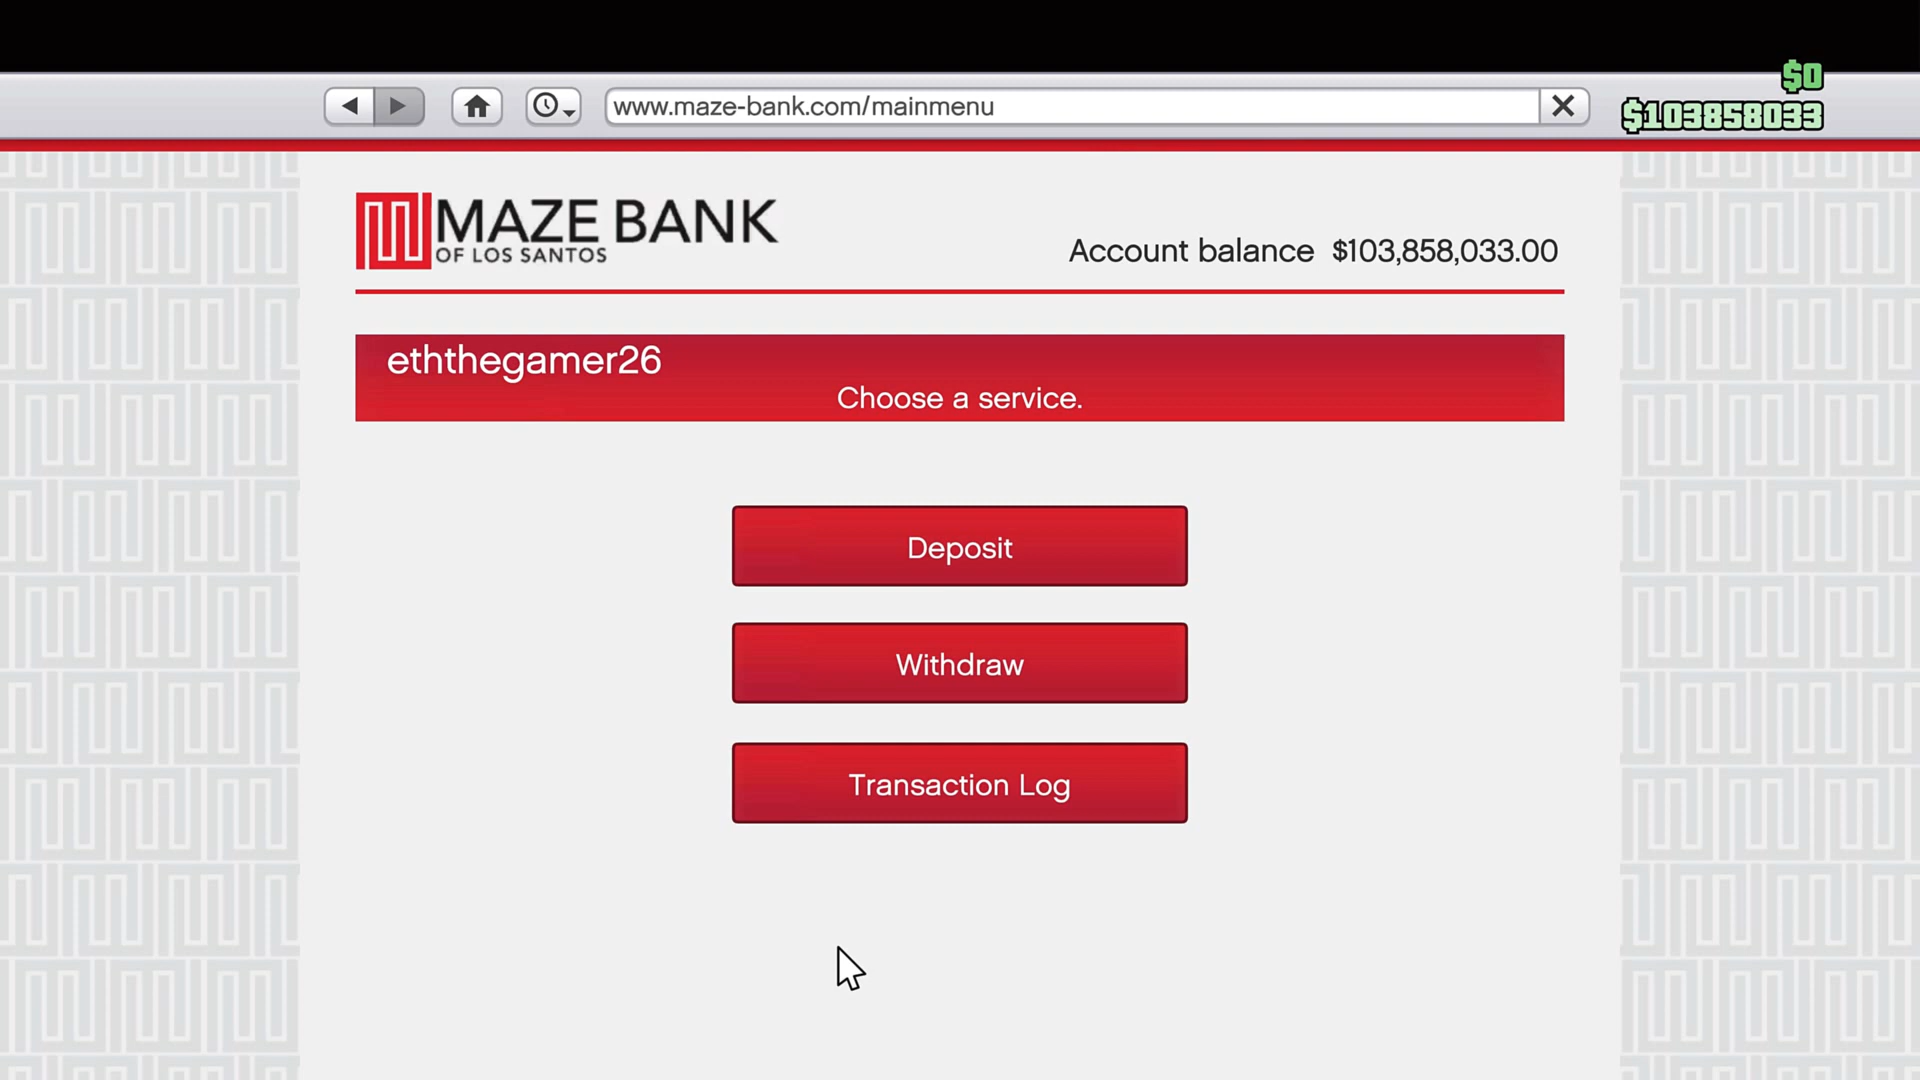 $0
www.maze-bank.com/mainmenu
$103858033
MAZE BANK
OF LOS SANTOS
Account balance $103,858,033.00
eththegamer26
Choose a service.
Deposit
Withdraw
Transaction Log